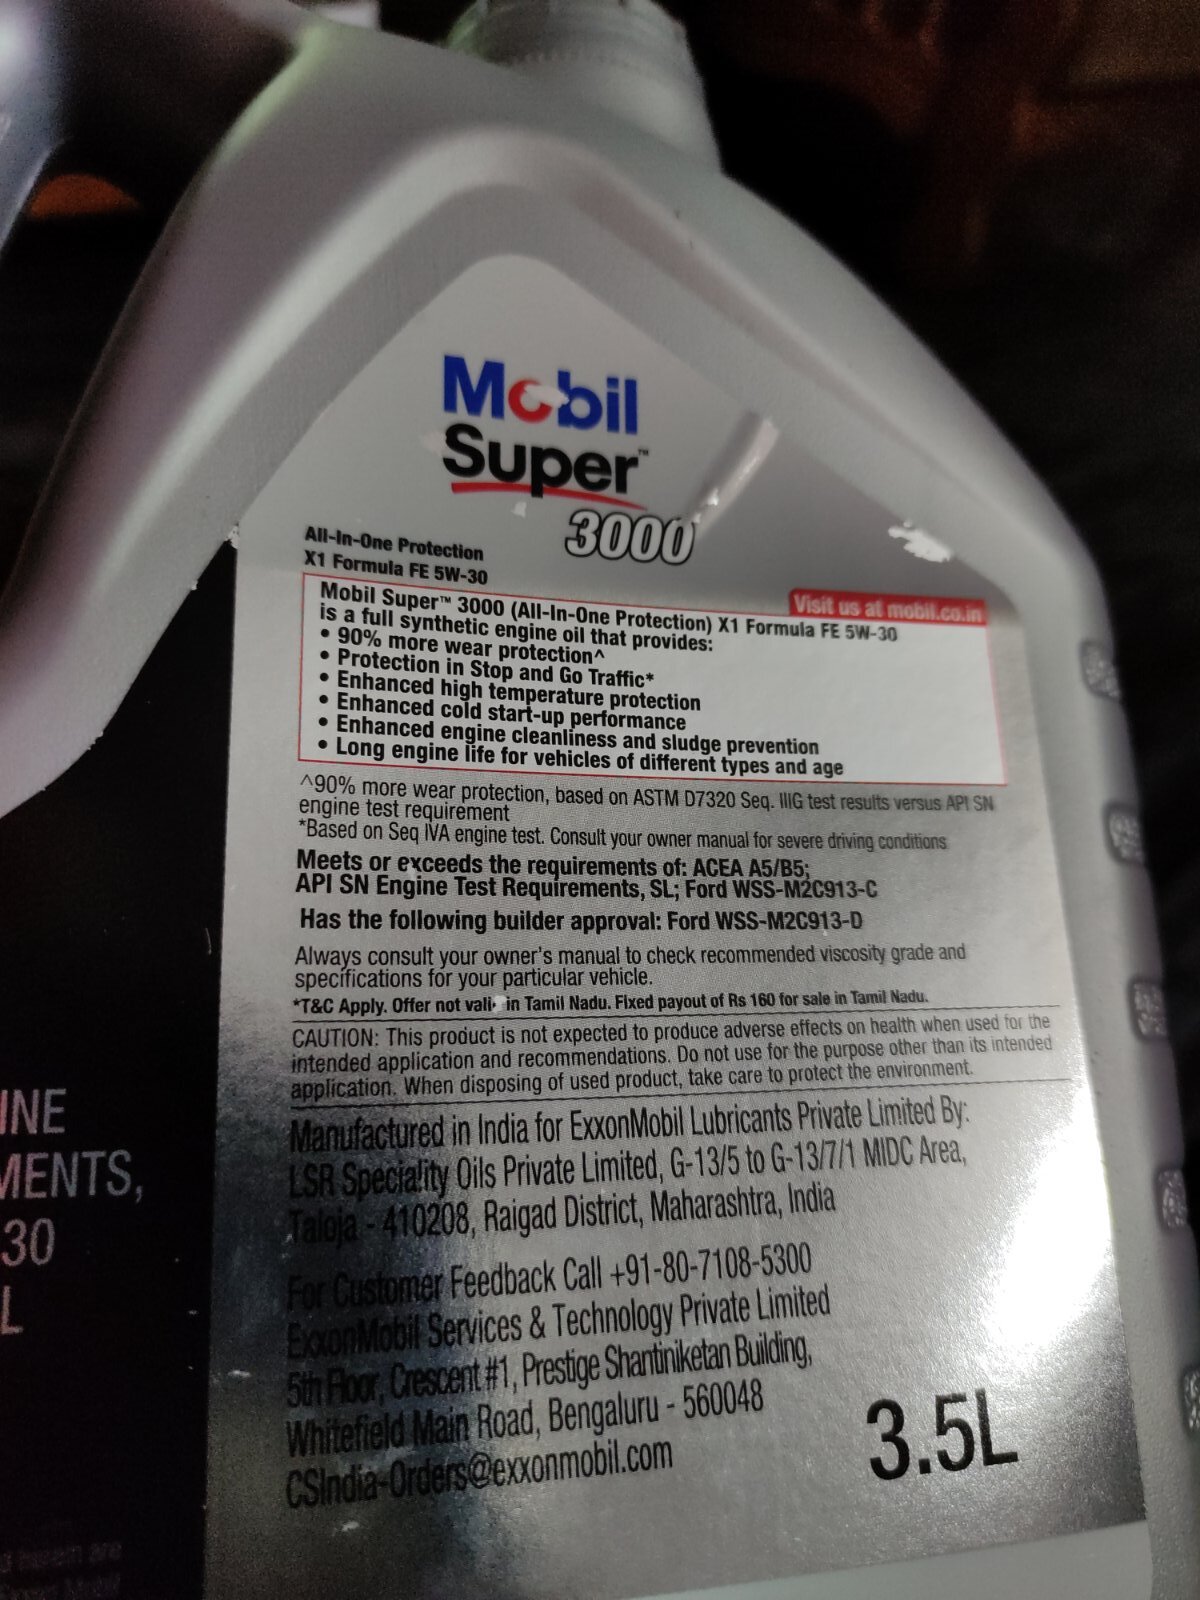 Mobil
Super™
3000
All-In-One Protection
X1 Formula FE 5W-30
Visit us at mobil.co.in
Mobil Super™ 3000 (All-In-One Protection) X1 Formula FE 5W-30
is a full synthetic engine oil that provides:
• 90% more wear protection^
• Protection in Stop and Go Traffic*
• Enhanced high temperature protection
• Enhanced cold start-up performance
• Enhanced engine cleanliness and sludge prevention
• Long engine life for vehicles of different types and age
^90% more wear protection, based on ASTM D7320 Seq. IIIG test results versus API SN
engine test requirement
*Based on Seq IVA engine test. Consult your owner manual for severe driving conditions
Meets or exceeds the requirements of: ACEA A5/B5;
API SN Engine Test Requirements, SL; Ford WSS-M2C913-C
Has the following builder approval: Ford WSS-M2C913-D
Always consult your owner's manual to check recommended viscosity grade and
specifications for your particular vehicle.
*T&C Apply. Offer not vali in Tamil Nadu. Fixed payout of Rs 160 for sale in Tamil Nadu.
CAUTION: This product is not expected to produce adverse effects on health when used for the
intended application and recommendations. Do not use for the purpose other than its intended
application. When disposing of used product, take care to protect the environment.
Manufactured in India for ExxonMobil Lubricants Private Limited By:
LSR Speciality Oils Private Limited, G-13/5 to G-13/7/1 MIDC Area,
Taloja - 410208, Raigad District, Maharashtra, India
For Customer Feedback Call +91-80-7108-5300
ExxonMobil Services & Technology Private Limited
5th Floor, Crescent #1, Prestige Shantiniketan Building,
Whitefield Main Road, Bengaluru - 560048
CSIndia-Orders@exxonmobil.com
3.5L
INE
MENTS,
30
L